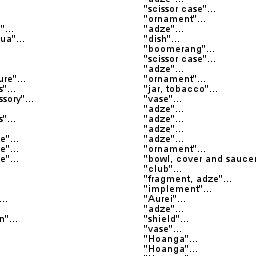 "...
ua"...
ure"...
s"...
ssory"...
s"...
e"...
e"...
e"...
...
n"...
"scissor case"...
"ornament"...
"adze"...
"dish"...
"boomerang"...
"scissor case"...
"adze"...
"ornament"...
"jar, tobacco"...
"vase"...
"adze"...
"adze"...
"adze"...
"adze"...
"ornament"...
"bowl, cover and saucer
"club"...
"fragment, adze"...
"implement"...
"Aurei"...
"adze"...
"shield"...
"vase"...
"Hoanga"...
"Hoanga"...